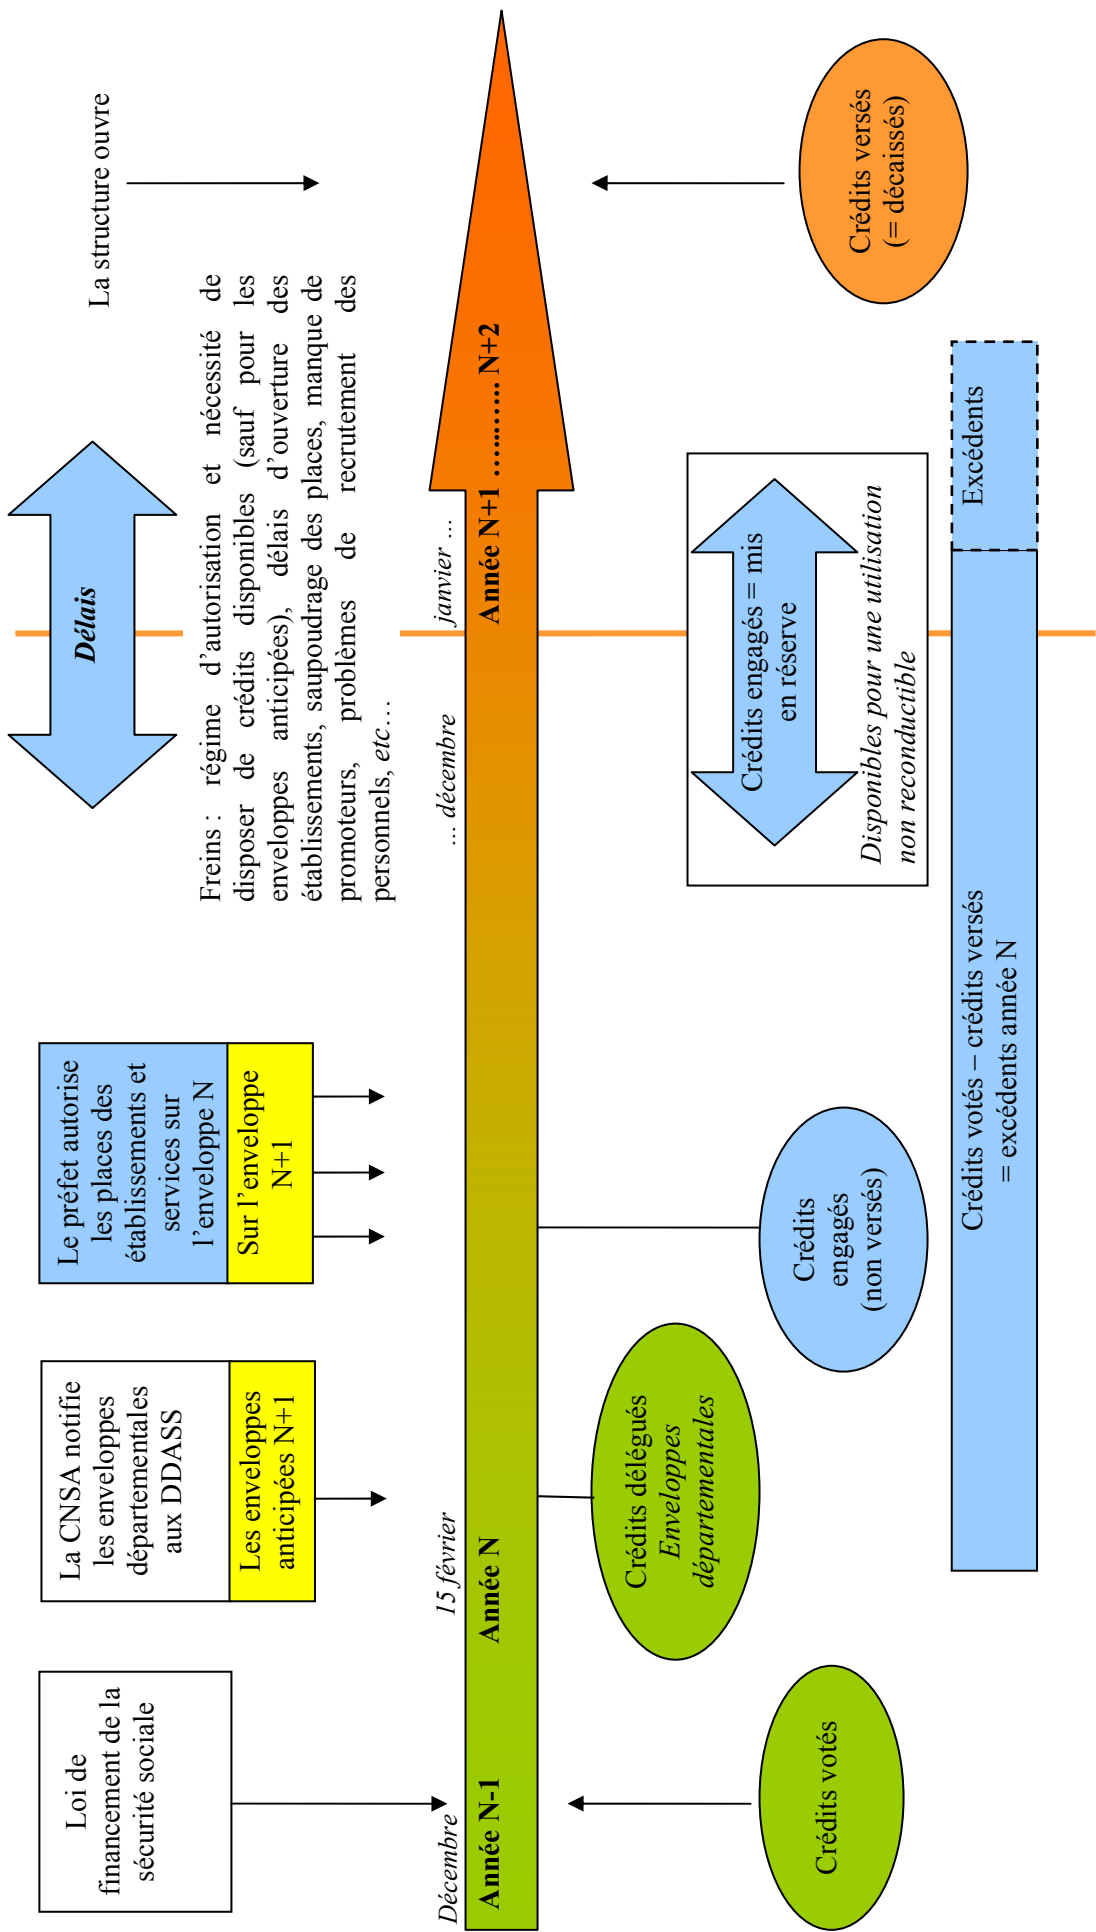 Loi de
financement de la
sécurité sociale
La CNSA notifie
les enveloppes
départementales
aux DDASS
Les enveloppes
anticipées N+1
Le préfet autorise
les places des
établissements et
services sur
l’enveloppe N
Sur l’enveloppe
N+1
Délais
Freins : régime d’autorisation et nécessité de
disposer de crédits disponibles (sauf pour les
enveloppes anticipées), délais d’ouverture des
établissements, saupoudrage des places, manque de
promoteurs, problèmes de recrutement des
personnels, etc…
La structure ouvre
Décembre
15 février
... décembre
janvier ...
Année N-1
Année N
Année N+1 ………. N+2
Crédits votés
Crédits délégués
Enveloppes
départementales
Crédits
engagés
(non versés)
Crédits engagés = mis
en réserve
Disponibles pour une utilisation
non reconductible
Crédits versés
(= décaissés)
Crédits votés – crédits versés
= excédents année N
Excédents